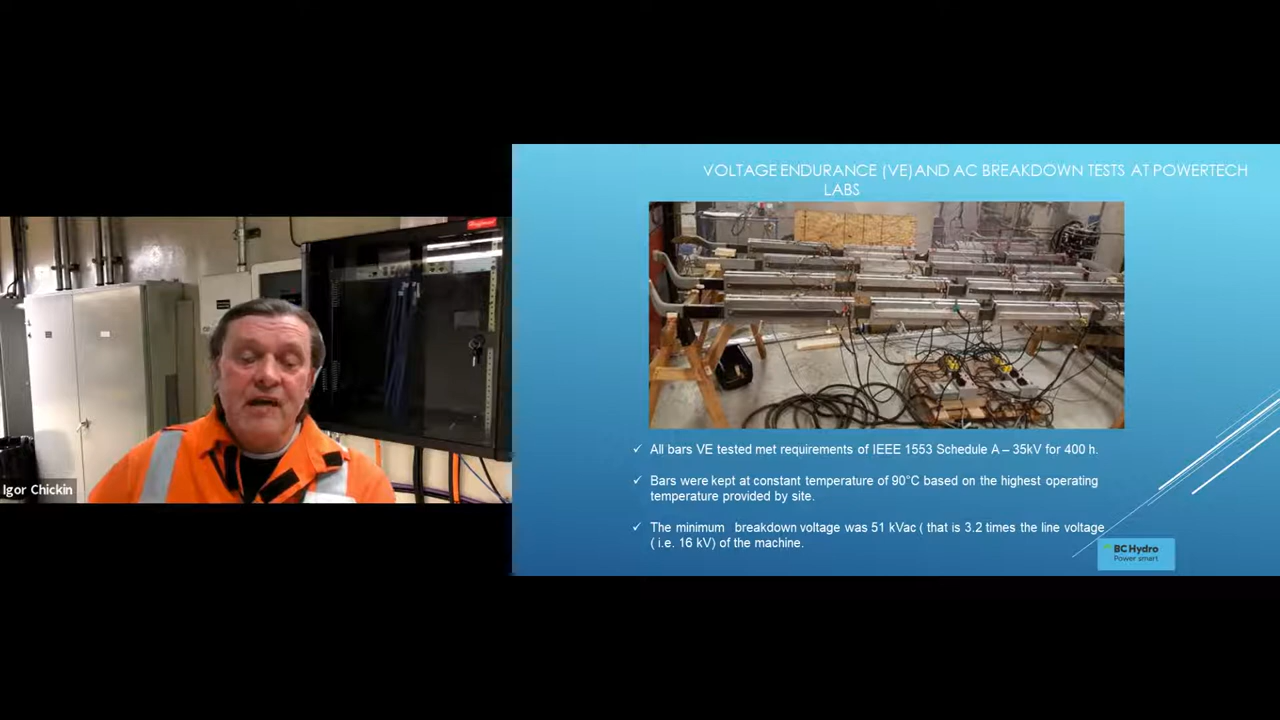 Igor Chickin
VOLTAGE ENDURANCE (VE)AND AC BREAKDOWN TESTS AT POWERTECH
LABS
✓ All bars VE tested met requirements of IEEE 1553 Schedule A – 35kV for 400 h.
✓ Bars were kept at constant temperature of 90°C based on the highest operating
temperature provided by site.
✓ The minimum breakdown voltage was 51 kVac ( that is 3.2 times the line voltage
( i.e. 16 kV) of the machine.
BC Hydro
Power smart